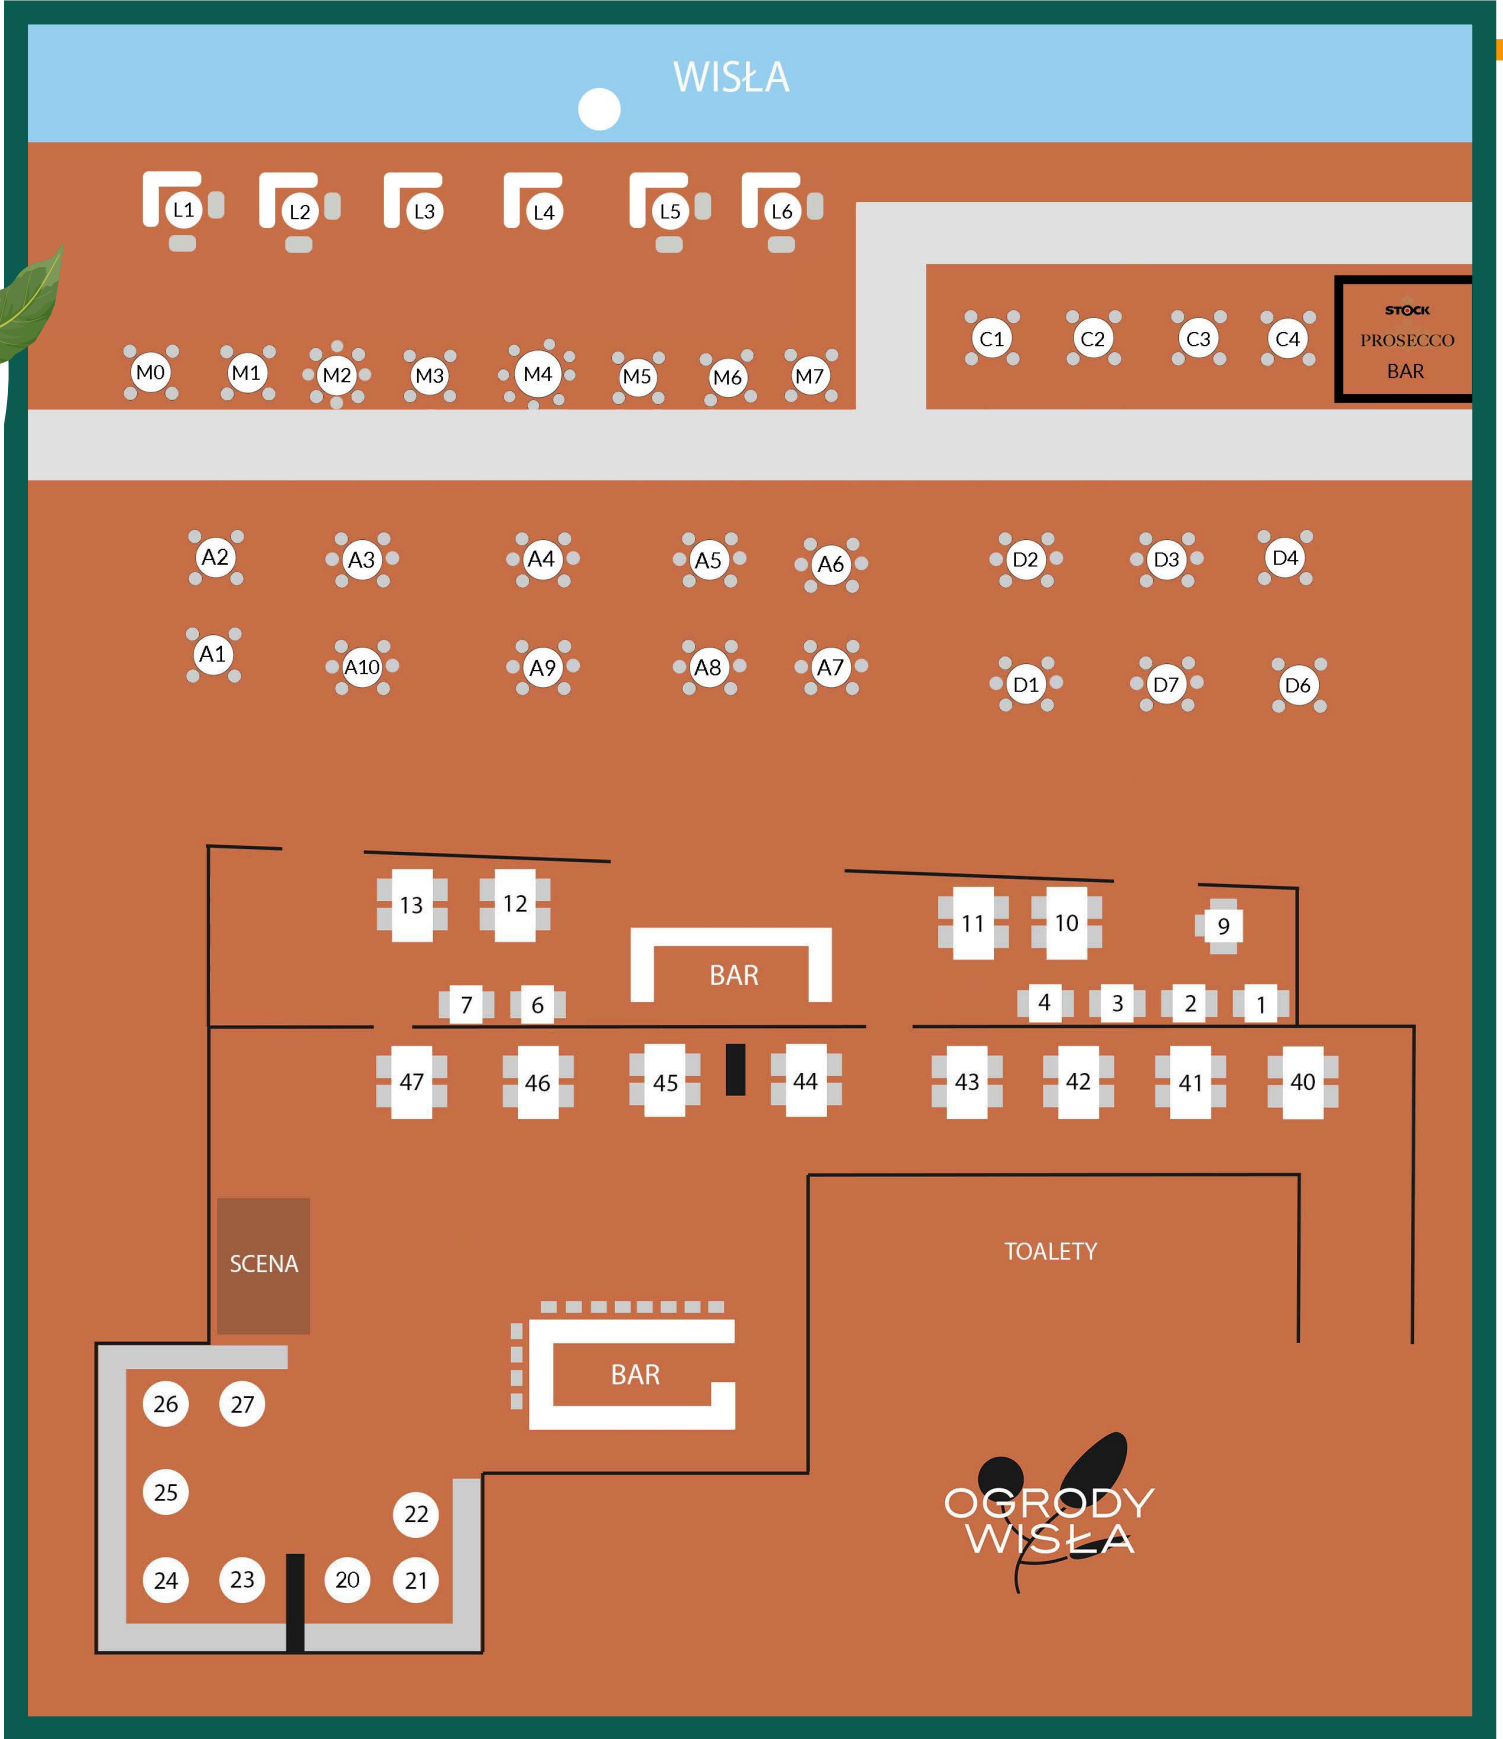 WISŁA
L1 L2 L3 L4 L5 L6
STOCK
PROSECCO
BAR
C1 C2 C3 C4
M0 M1 M2 M3 M4 M5 M6 M7
A2 A3 A4 A5 A6 D2 D3 D4
A1 A10 A9 A8 A7 D1 D7 D6
13 12 11 10 9
BAR
7 6 4 3 2 1
47 46 45 44 43 42 41 40
SCENA
TOALETY
BAR
26 27
25
22
24 23 20 21
OGRODY
WISŁA